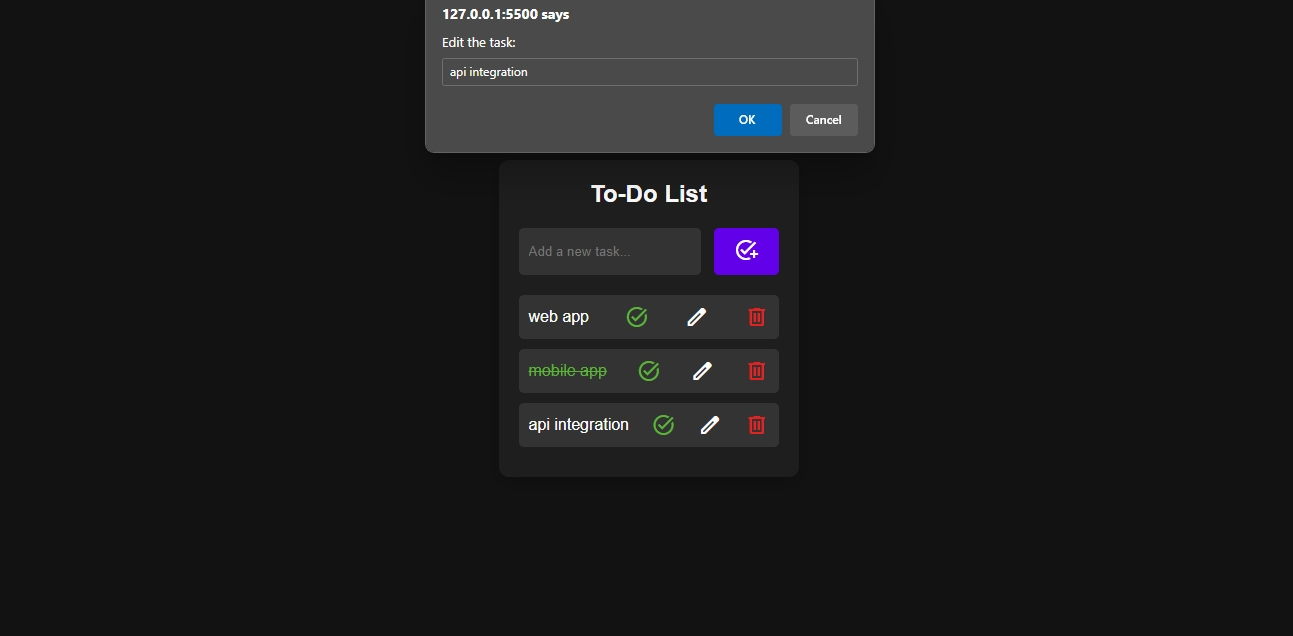 127.0.0.1:5500 says
Edit the task:
api integration
OK Cancel
To-Do List
Add a new task...
web app
mobile app
api integration